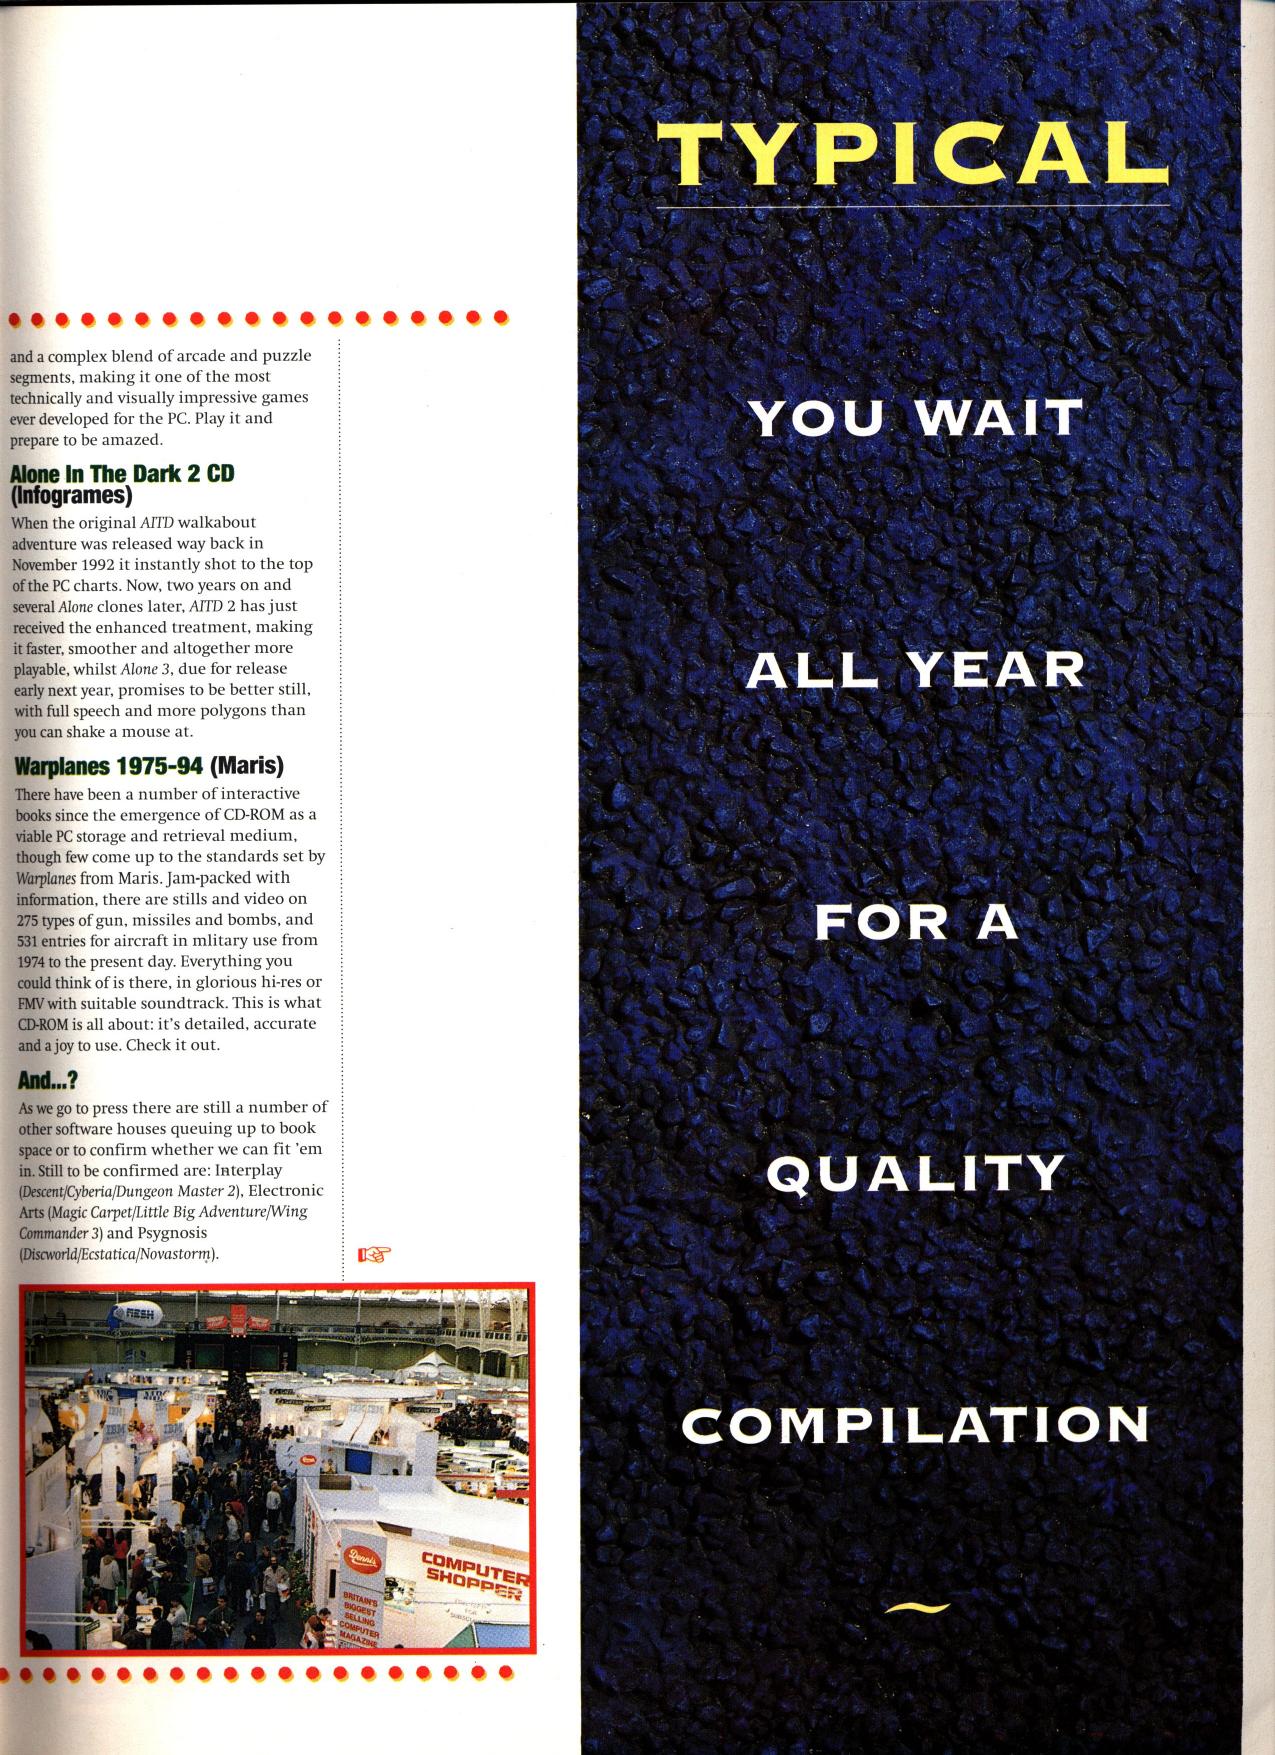 and a complex blend of arcade and puzzle
segments, making it one of the most
technically and visually impressive games
ever developed for the PC. Play it and
prepare to be amazed.
Alone In The Dark 2 CD
(Infogrames)
When the original AITD walkabout
adventure was released way back in
November 1992 it instantly shot to the top
of the PC charts. Now, two years on and
several Alone clones later, AITD 2 has just
received the enhanced treatment, making
it faster, smoother and altogether more
playable, whilst Alone 3, due for release
early next year, promises to be better still,
with full speech and more polygons than
you can shake a mouse at.
Warplanes 1975-94 (Maris)
There have been a number of interactive
books since the emergence of CD-ROM as a
viable PC storage and retrieval medium,
though few come up to the standards set by
Warplanes from Maris. Jam-packed with
information, there are stills and video on
275 types of gun, missiles and bombs, and
531 entries for aircraft in mlitary use from
1974 to the present day. Everything you
could think of is there, in glorious hi-res or
FMV with suitable soundtrack. This is what
CD-ROM is all about: it's detailed, accurate
and a joy to use. Check it out.
And...?
As we go to press there are still a number of
other software houses queuing up to book
space or to confirm whether we can fit 'em
in. Still to be confirmed are: Interplay
(Descent/Cyberia/Dungeon Master 2), Electronic
Arts (Magic Carpet/Little Big Adventure/Wing
Commander 3) and Psygnosis
(Discworld/Ecstatica/Novastorm).
MESH
IBM
IBM
IBM
Dennis
COMPUTER
SHOPPER
BRITAIN'S
BIGGEST
SELLING
COMPUTER
MAGAZINE
TYPICAL
YOU WAIT
ALL YEAR
FOR A
QUALITY
COMPILATION